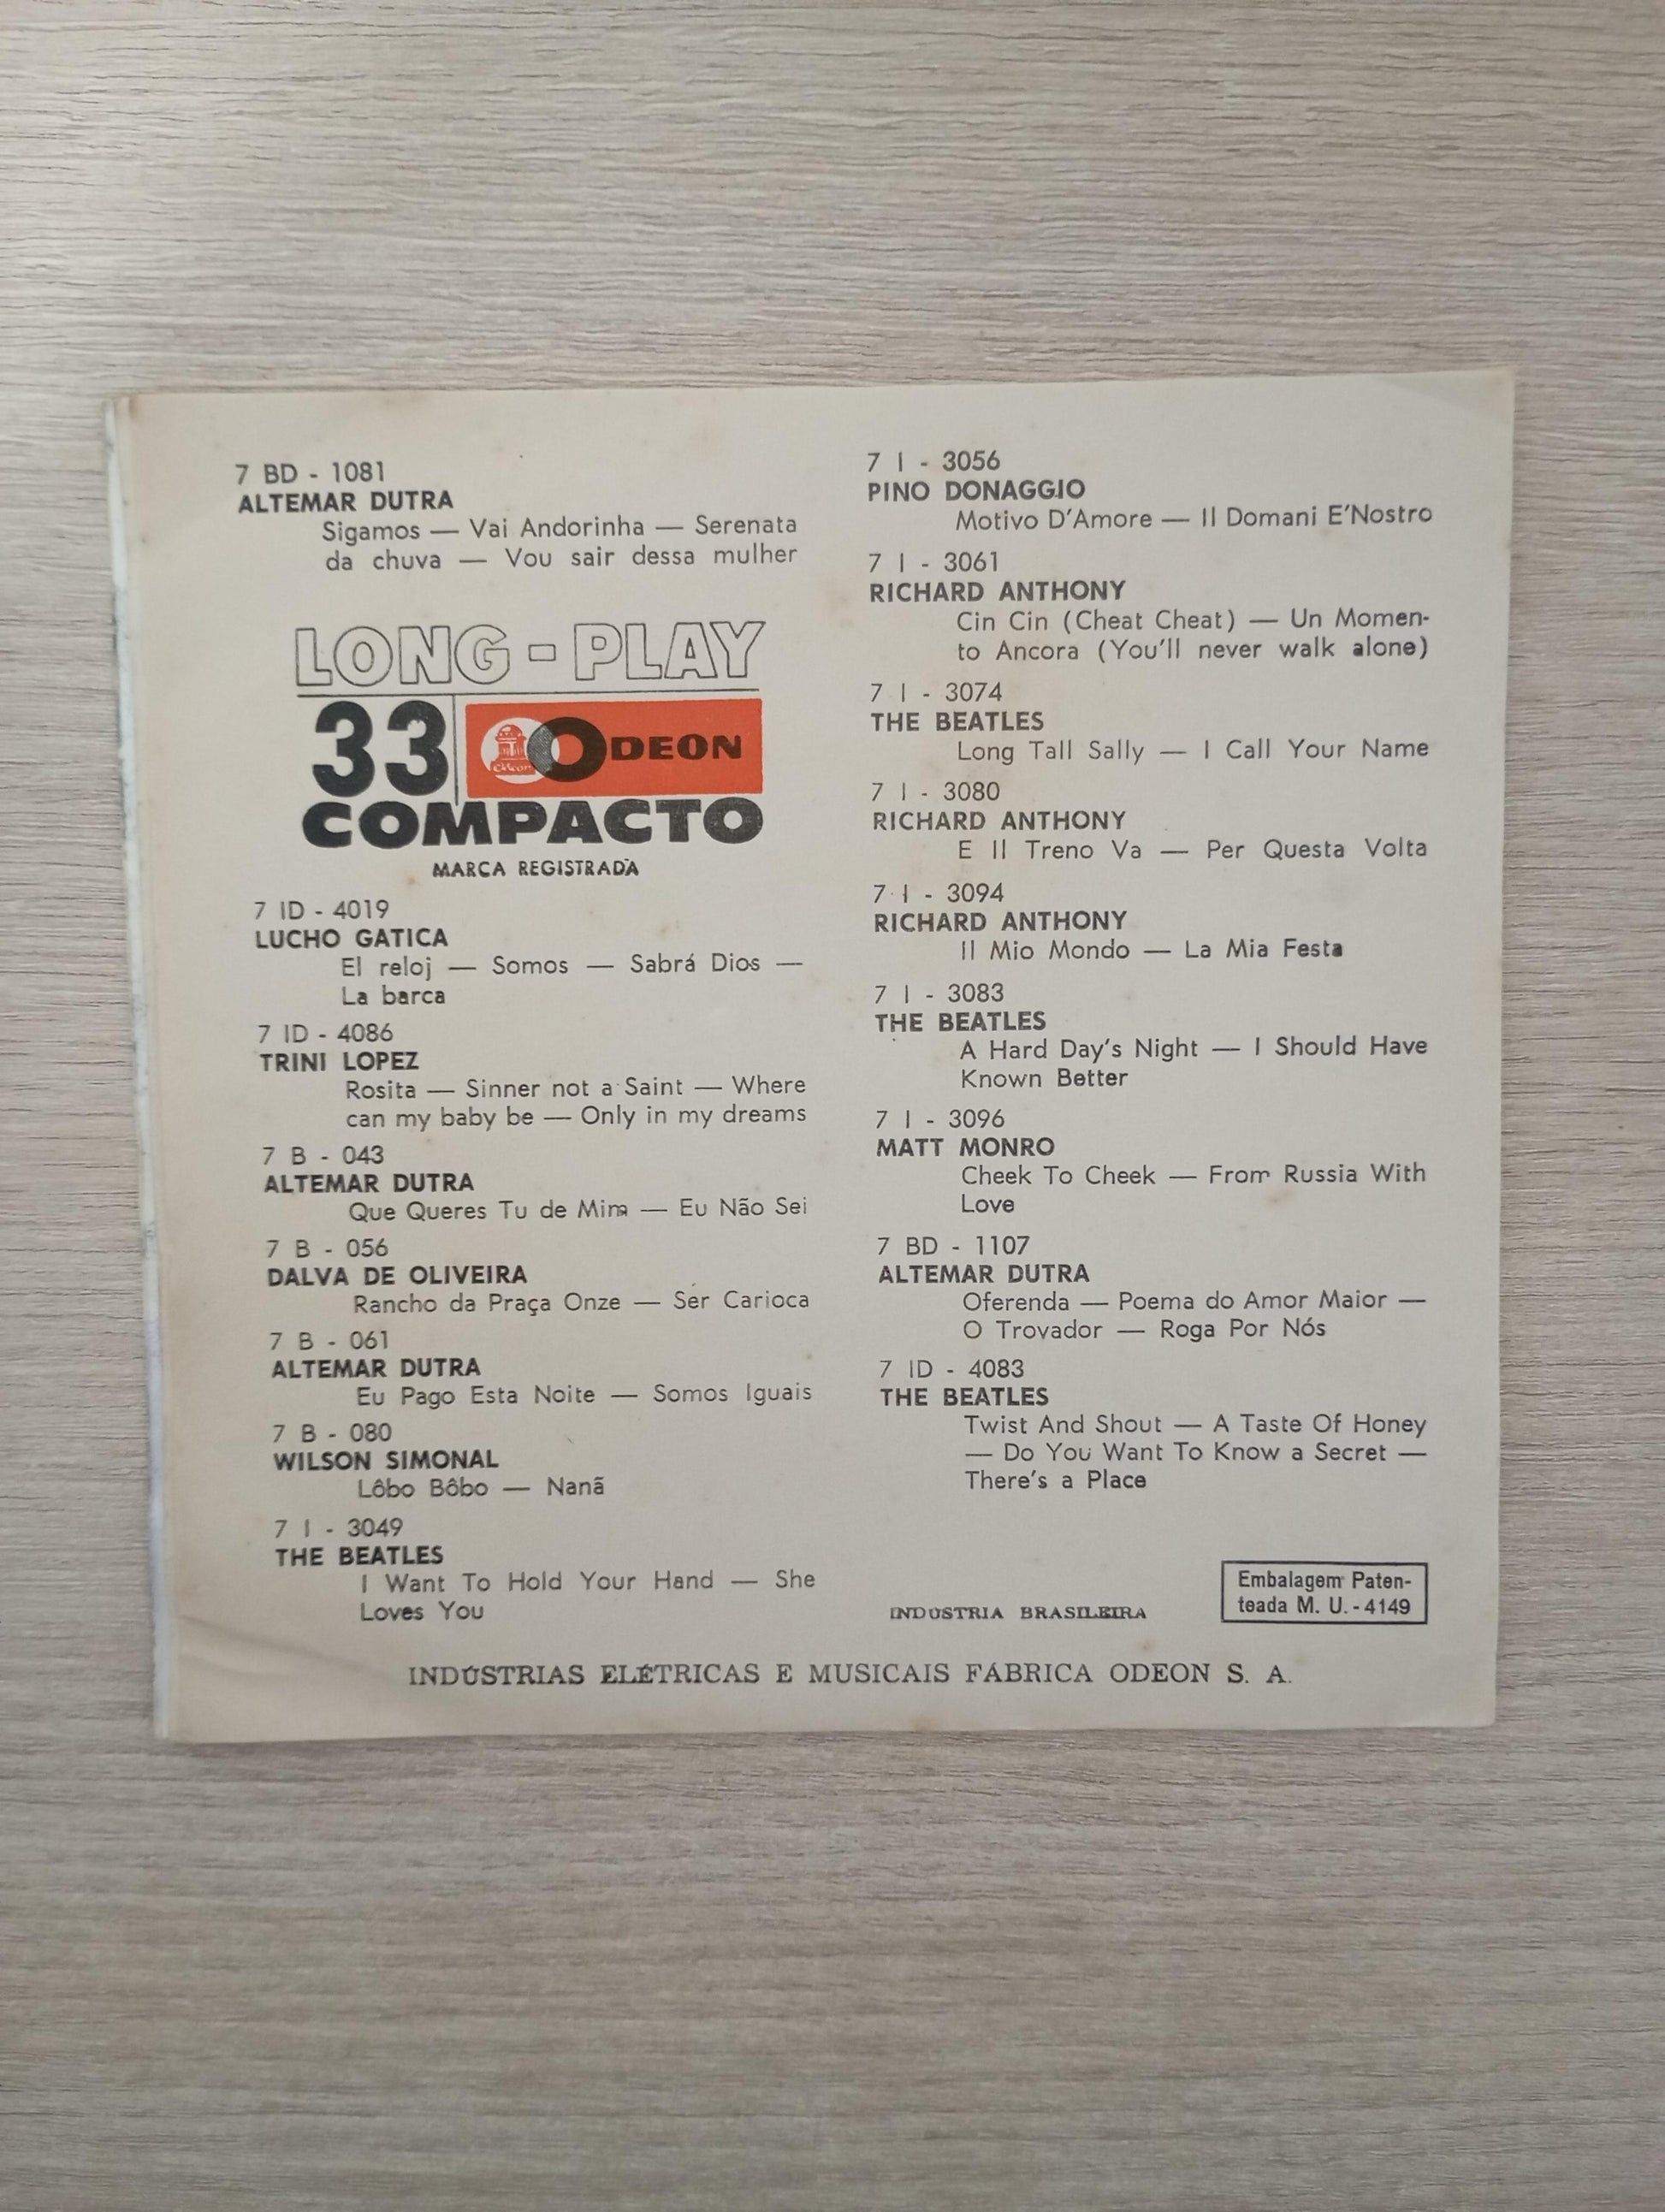 7 BD - 1081
ALTEMAR DUTRA
Sigamos — Vai Andorinha — Serenata
da chuva — Vou sair dessa mulher
LONG-PLAY
33 ODEON
COMPACTO
MARCA REGISTRADA
7 ID - 4019
LUCHO GATICA
El reloj — Somos — Sabrá Dios —
La barca
7 ID - 4086
TRINI LOPEZ
Rosita — Sinner not a Saint — Where
can my baby be — Only in my dreams
7 B - 043
ALTEMAR DUTRA
Que Queres Tu de Mim — Eu Não Sei
7 B - 056
DALVA DE OLIVEIRA
Rancho da Praça Onze — Ser Carioca
7 B - 061
ALTEMAR DUTRA
Eu Pago Esta Noite — Somos Iguais
7 B - 080
WILSON SIMONAL
Lôbo Bôbo — Nanã
7 I - 3049
THE BEATLES
I Want To Hold Your Hand — She
Loves You
7 I - 3056
PINO DONAGGIO
Motivo D'Amore — Il Domani E'Nostro
7 I - 3061
RICHARD ANTHONY
Cin Cin (Cheat Cheat) — Un Momen-
to Ancora (You'll never walk alone)
7 I - 3074
THE BEATLES
Long Tall Sally — I Call Your Name
7 I - 3080
RICHARD ANTHONY
E Il Treno Va — Per Questa Volta
7 I - 3094
RICHARD ANTHONY
Il Mio Mondo — La Mia Festa
7 I - 3083
THE BEATLES
A Hard Day's Night — I Should Have
Known Better
7 I - 3096
MATT MONRO
Cheek To Cheek — From Russia With
Love
7 BD - 1107
ALTEMAR DUTRA
Oferenda — Poema do Amor Maior —
O Trovador — Roga Por Nós
7 ID - 4083
THE BEATLES
Twist And Shout — A Taste Of Honey
— Do You Want To Know a Secret —
There's a Place
INDÚSTRIA BRASILEIRA
Embalagem Paten-
teada M. U. - 4149
INDÚSTRIAS ELÉTRICAS E MUSICAIS FÁBRICA ODEON S. A.